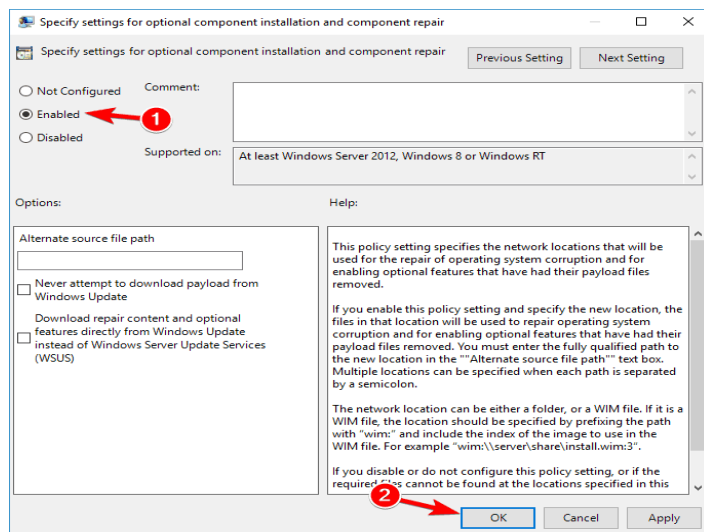 Specify settings for optional component installation and component repair
Specify settings for optional component installation and component repair
Previous Setting
Next Setting
Not Configured
Comment:
Enabled
1
Disabled
Supported on:
At least Windows Server 2012, Windows 8 or Windows RT
Options:
Help:
Alternate source file path
Never attempt to download payload from
Windows Update
Download repair content and optional
features directly from Windows Update
instead of Windows Server Update Services
(WSUS)
This policy setting specifies the network locations that will be
used for the repair of operating system corruption and for
enabling optional features that have had their payload files
removed.
If you enable this policy setting and specify the new location, the
files in that location will be used to repair operating system
corruption and for enabling optional features that have had their
payload files removed. You must enter the fully qualified path to
the new location in the ""Alternate source file path"" text box.
Multiple locations can be specified when each path is separated
by a semicolon.
The network location can be either a folder, or a WIM file. If it is a
WIM file, the location should be specified by prefixing the path
with “wim:” and include the index of the image to use in the
WIM file. For example “wim:\\server\share\install.wim:3”.
If you disable or do not configure this policy setting, or if the
required files cannot be found at the locations specified in this
2
OK
Cancel
Apply